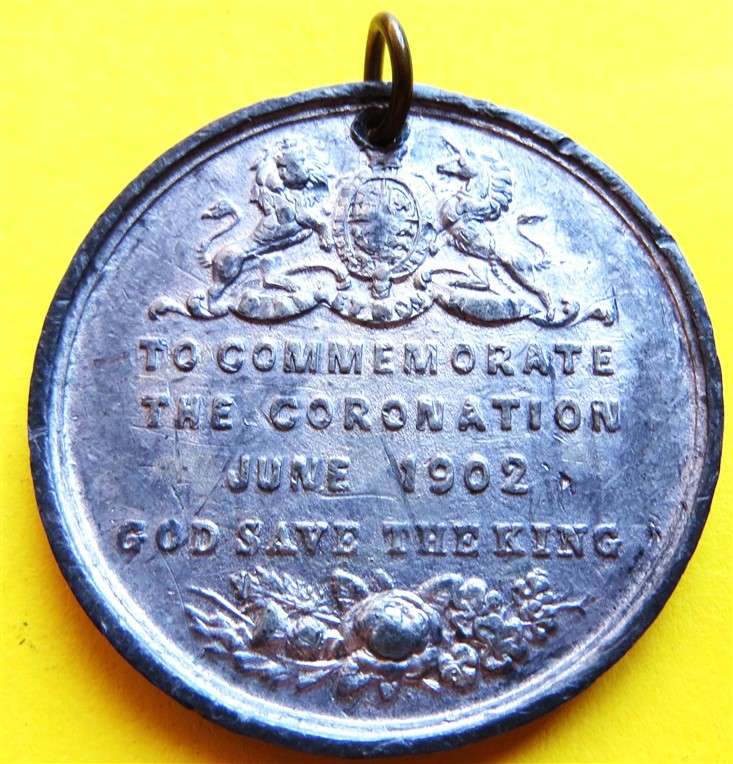 TO COMMEMORATE
THE CORONATION
JUNE 1902
GOD SAVE THE KING